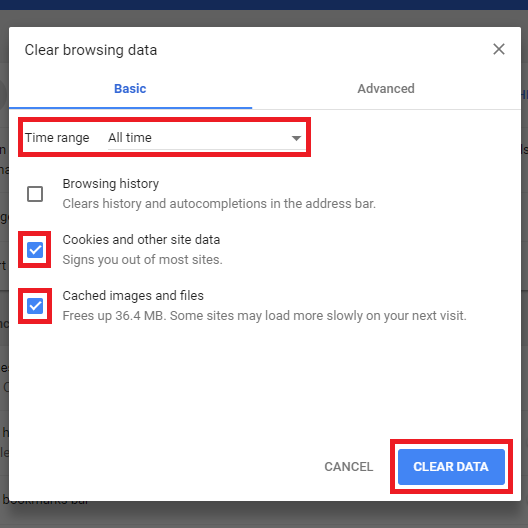 Clear browsing data
Basic Advanced
Time range All time
Browsing history
Clears history and autocompletions in the address bar.
Cookies and other site data
Signs you out of most sites.
Cached images and files
Frees up 36.4 MB. Some sites may load more slowly on your next visit.
CANCEL CLEAR DATA